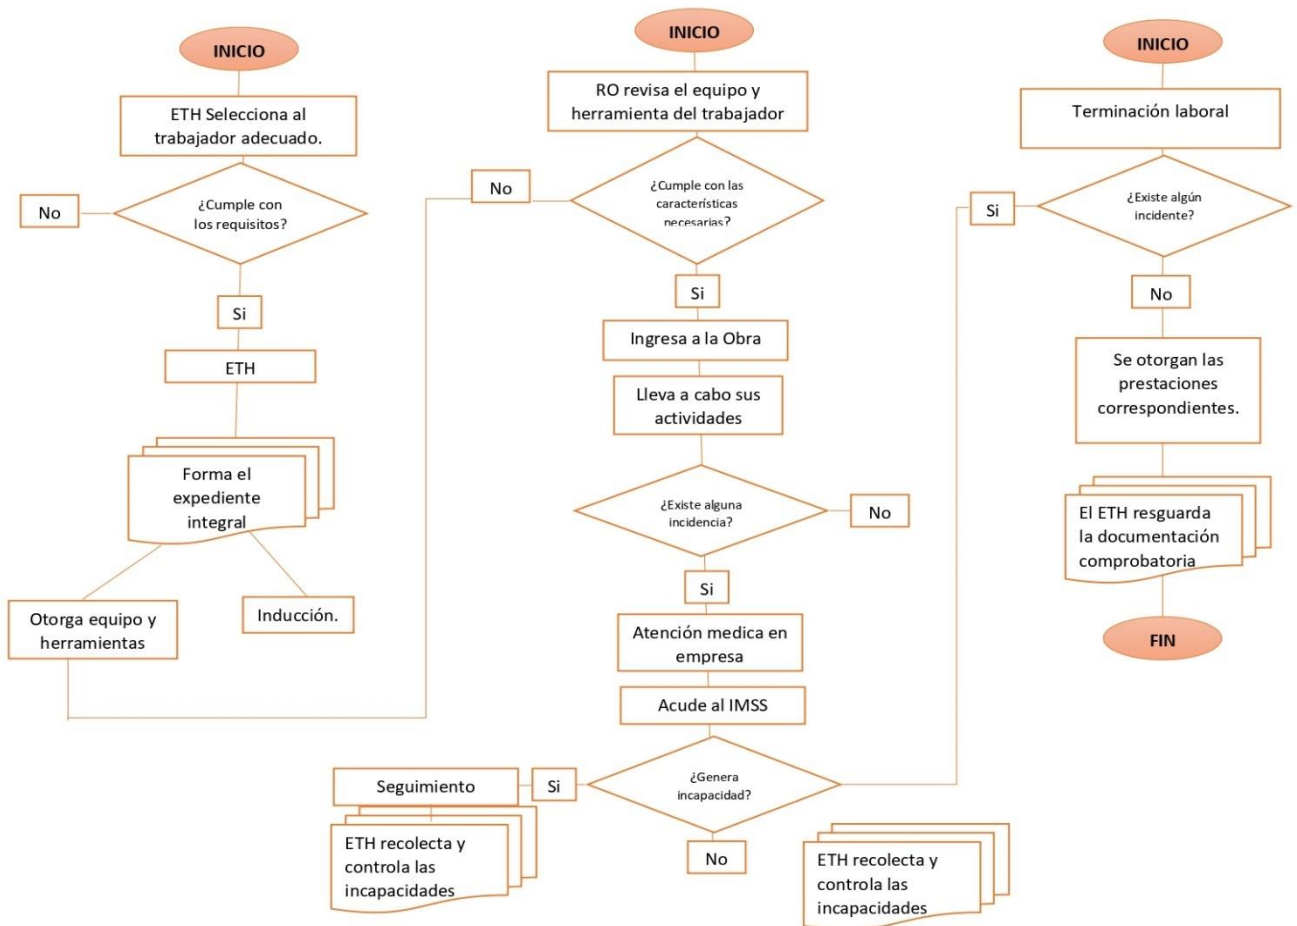 INICIO
ETH Selecciona al
trabajador adecuado.
¿Cumple con
los requisitos?
No
Si
ETH
Forma el
expediente
integral
Otorga equipo y
herramientas
Inducción.
INICIO
RO revisa el equipo y
herramienta del trabajador
¿Cumple con las
características
necesarias?
No
Si
Ingresa a la Obra
Lleva a cabo sus
actividades
¿Existe alguna
incidencia?
No
Si
Atención medica en
empresa
Acude al IMSS
¿Genera
incapacidad?
Si
Seguimiento
ETH recolecta y
controla las
incapacidades
No
ETH recolecta y
controla las
incapacidades
INICIO
Terminación laboral
¿Existe algún
incidente?
Si
No
Se otorgan las
prestaciones
correspondientes.
El ETH resguarda
la documentación
comprobatoria
FIN